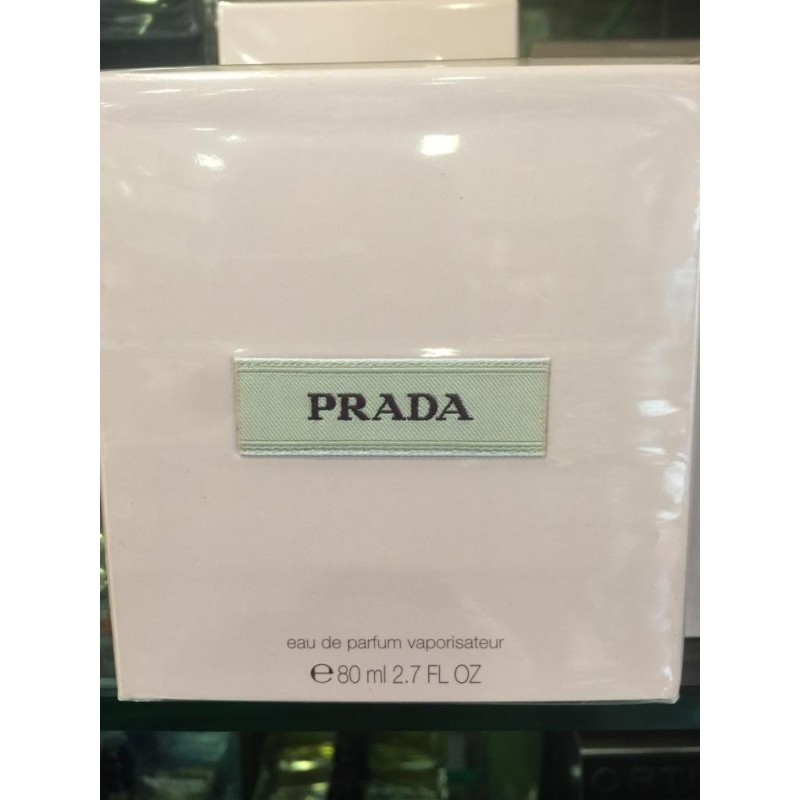 PRADA
eau de parfum vaporisateur
℮80 ml 2.7 FL OZ